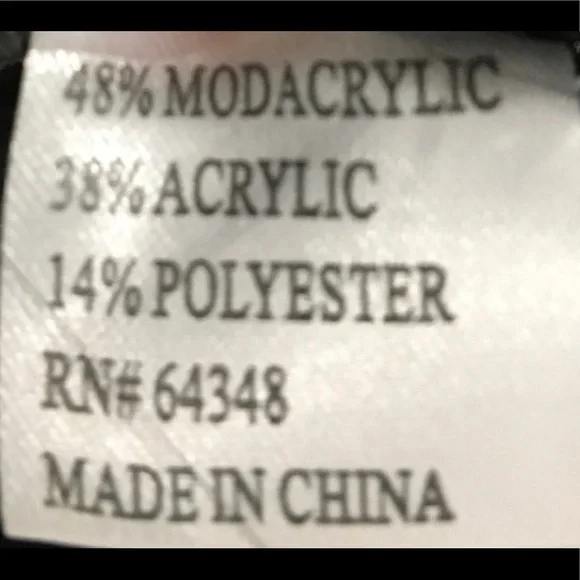 48% MODACRYLIC
38% ACRYLIC
14% POLYESTER
RN# 64348
MADE IN CHINA